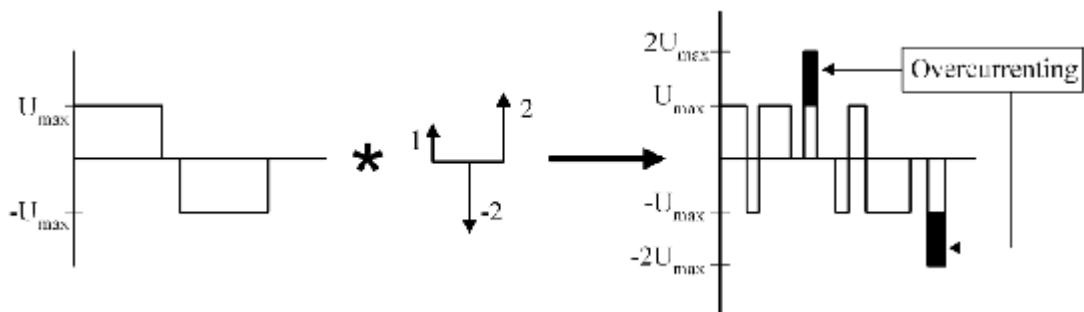 U_max
-U_max
*
1
-2
2
2U_max
U_max
-U_max
-2U_max
Overcurrenting